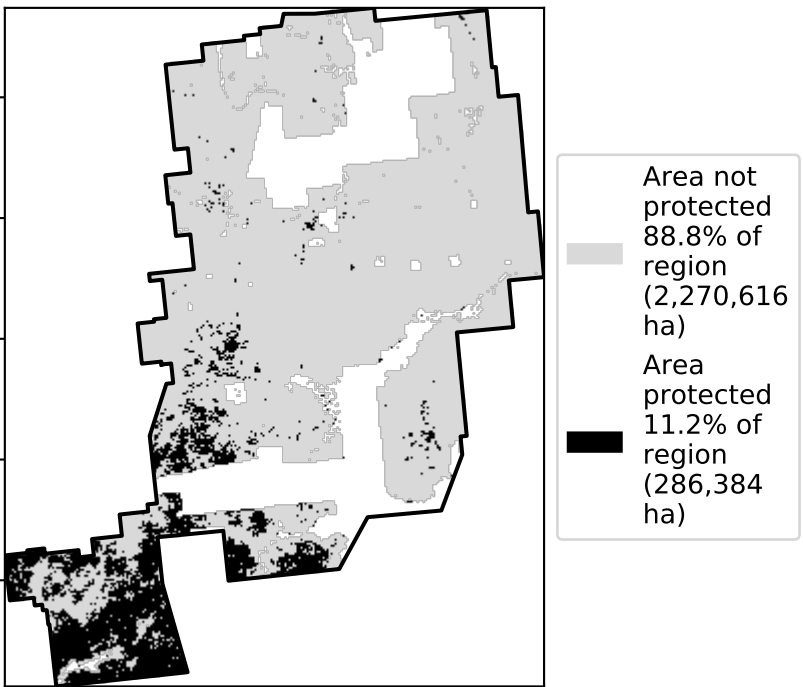 Area not
protected
88.8% of
region
(2,270,616
ha)
Area
protected
11.2% of
region
(286,384
ha)